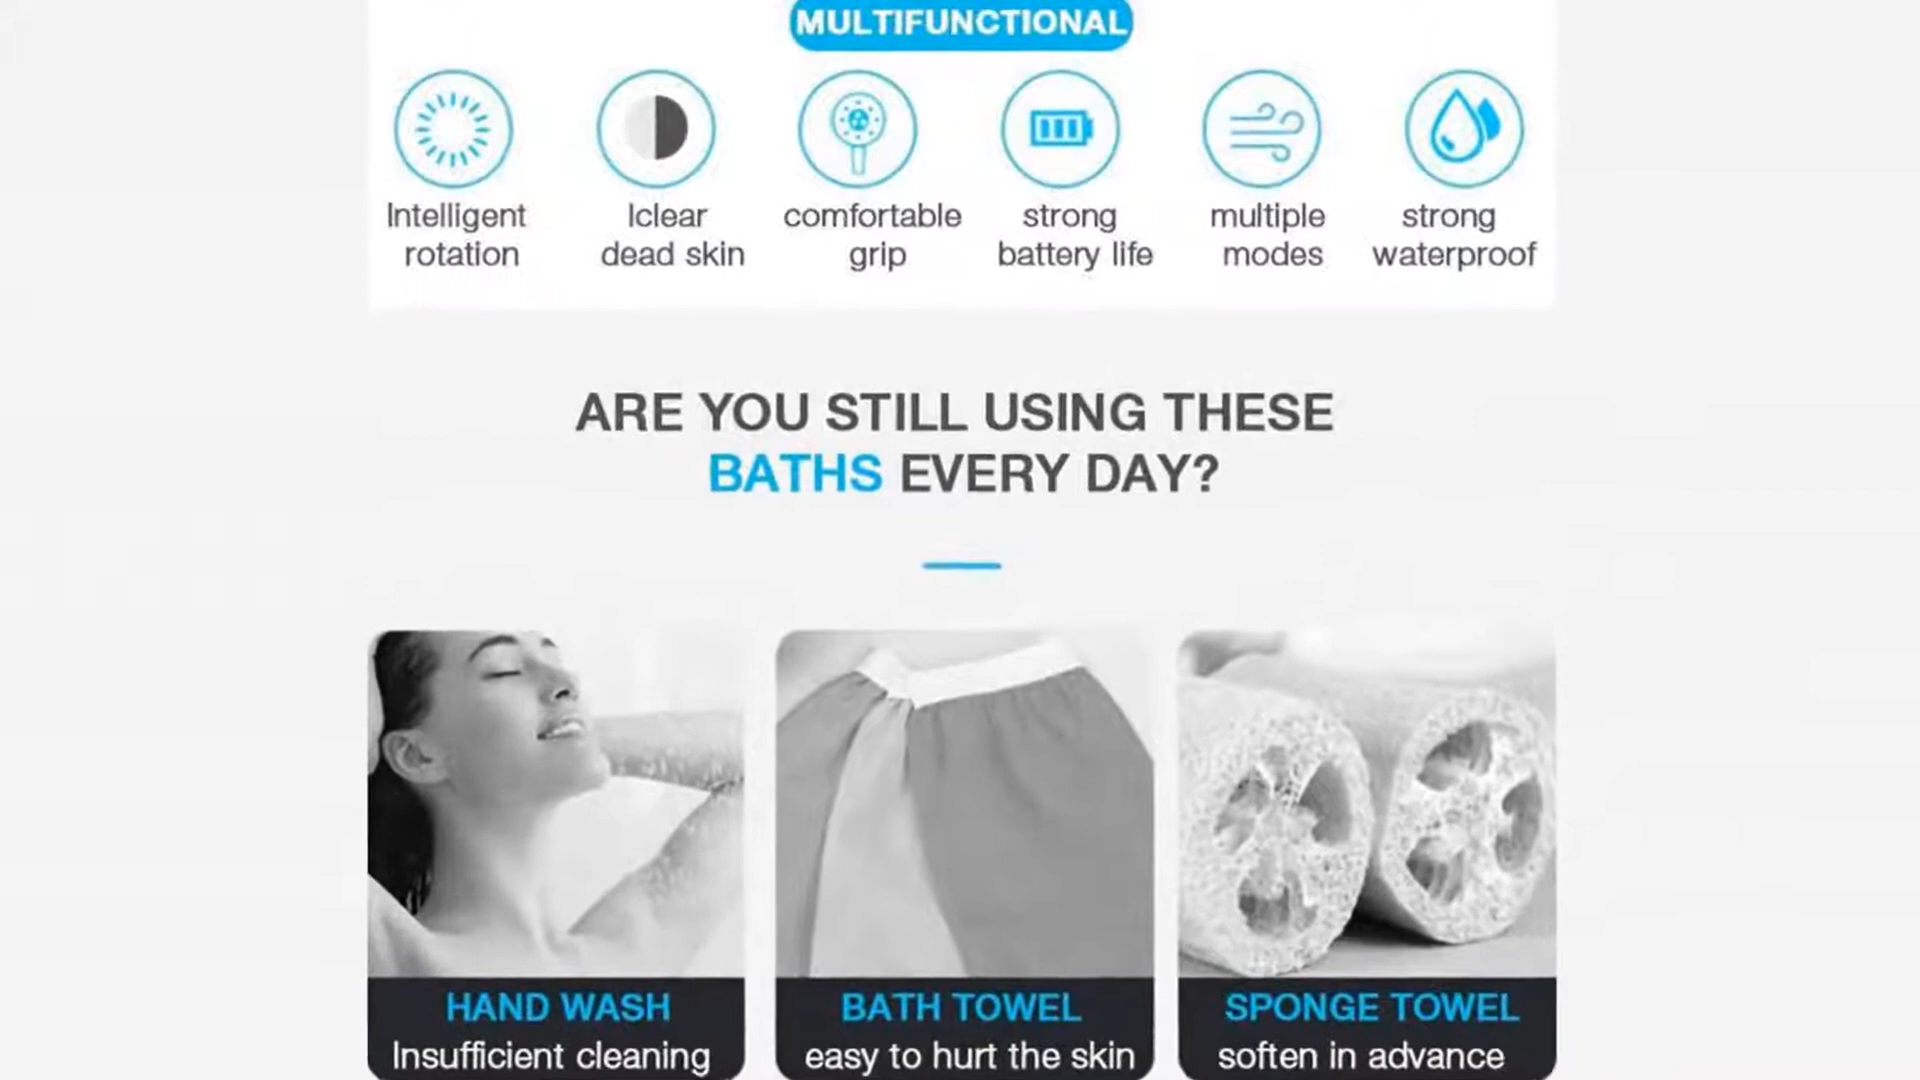 MULTIFUNCTIONAL
Intelligent rotation
lclear dead skin
comfortable grip
strong battery life
multiple modes
strong waterproof
ARE YOU STILL USING THESE
BATHS EVERY DAY?
HAND WASH
Insufficient cleaning
BATH TOWEL
easy to hurt the skin
SPONGE TOWEL
soften in advance